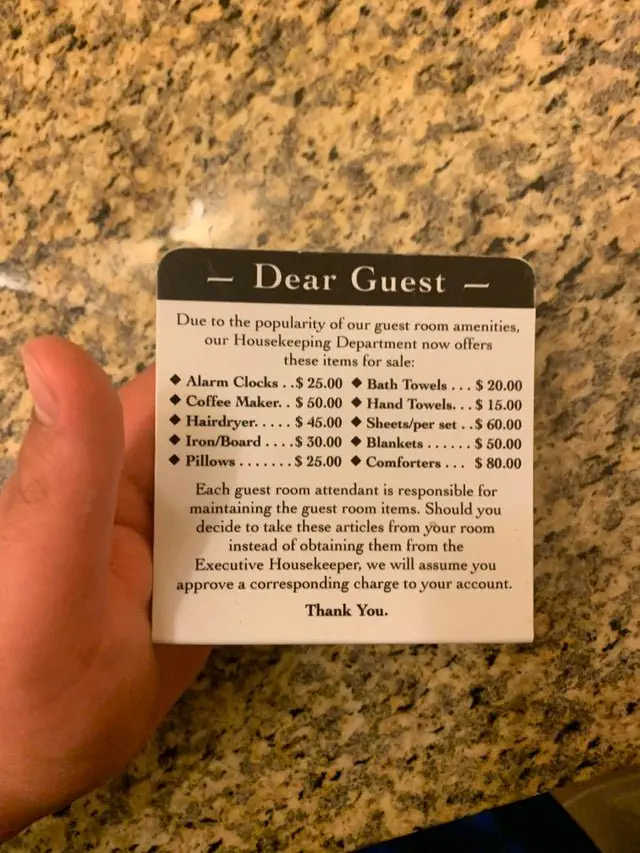 — Dear Guest —
Due to the popularity of our guest room amenities,
our Housekeeping Department now offers
these items for sale:
◆ Alarm Clocks . . $ 25.00 ◆ Bath Towels . . . $ 20.00
◆ Coffee Maker. . $ 50.00 ◆ Hand Towels. . . $ 15.00
◆ Hairdryer. . . . . $ 45.00 ◆ Sheets/per set . . $ 60.00
◆ Iron/Board . . . . $ 30.00 ◆ Blankets . . . . . . $ 50.00
◆ Pillows . . . . . . . $ 25.00 ◆ Comforters . . . $ 80.00
Each guest room attendant is responsible for
maintaining the guest room items. Should you
decide to take these articles from your room
instead of obtaining them from the
Executive Housekeeper, we will assume you
approve a corresponding charge to your account.
Thank You.